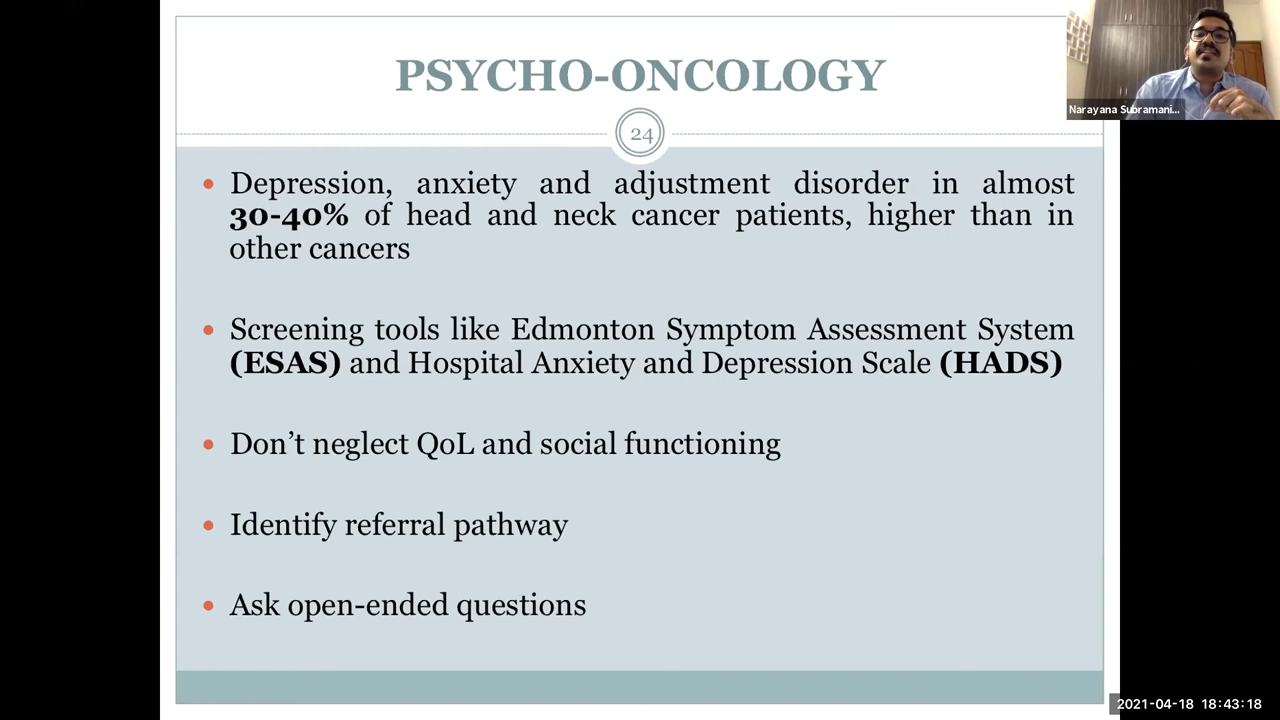 PSYCHO-ONCOLOGY
24
Narayana Subramani...
• Depression, anxiety and adjustment disorder in almost
30-40% of head and neck cancer patients, higher than in
other cancers
• Screening tools like Edmonton Symptom Assessment System
(ESAS) and Hospital Anxiety and Depression Scale (HADS)
• Don’t neglect QoL and social functioning
• Identify referral pathway
• Ask open-ended questions
2021-04-18 18:43:18